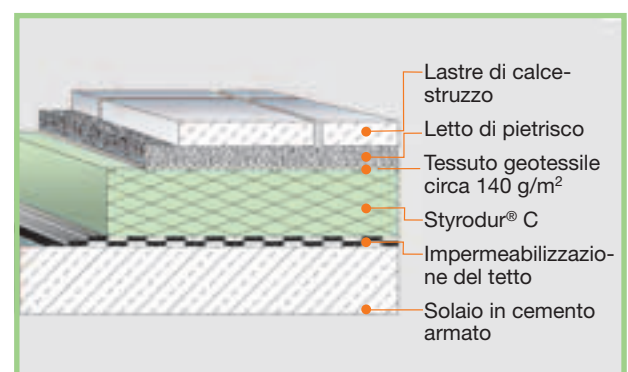 Lastre di calce-
struzzo
Letto di pietrisco
Tessuto geotessile
circa 140 g/m²
Styrodur® C
Impermeabilizzazio-
ne del tetto
Solaio in cemento
armato